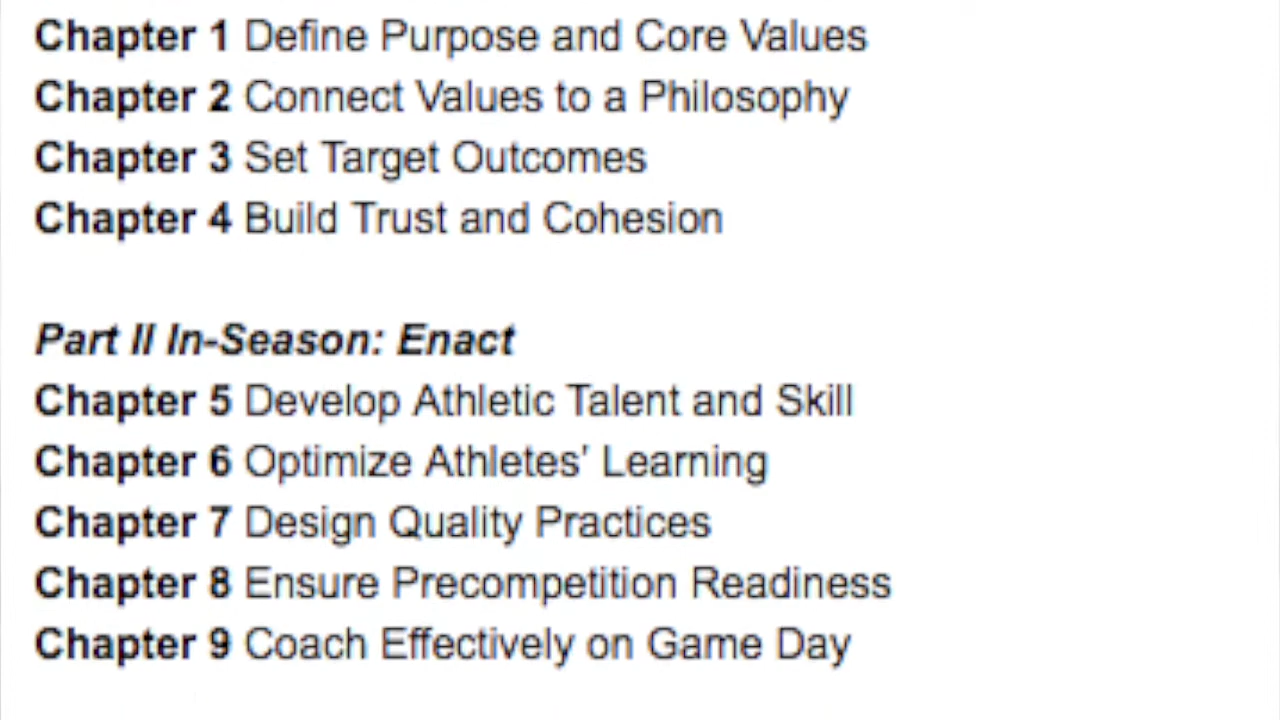 Chapter 1 Define Purpose and Core Values
Chapter 2 Connect Values to a Philosophy
Chapter 3 Set Target Outcomes
Chapter 4 Build Trust and Cohesion
Part II In-Season: Enact
Chapter 5 Develop Athletic Talent and Skill
Chapter 6 Optimize Athletes’ Learning
Chapter 7 Design Quality Practices
Chapter 8 Ensure Precompetition Readiness
Chapter 9 Coach Effectively on Game Day